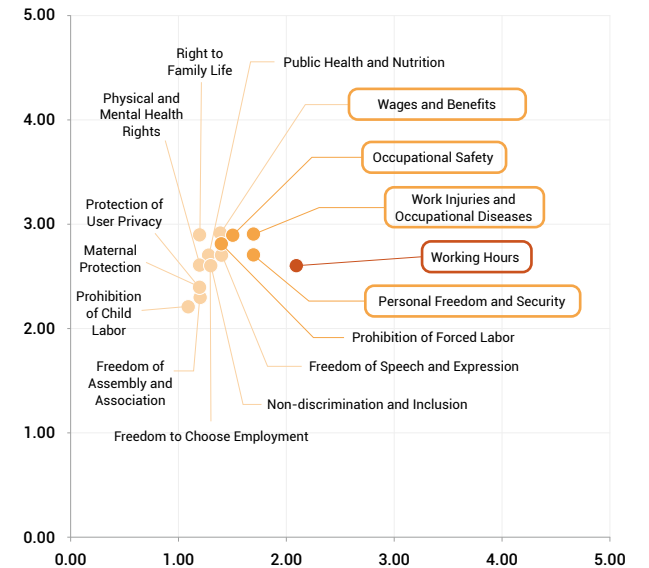 5.00
4.00
3.00
2.00
1.00
0.00
0.00
1.00
2.00
3.00
4.00
5.00
Right to
Family Life
Public Health and Nutrition
Physical and
Mental Health
Rights
Wages and Benefits
Occupational Safety
Protection of
User Privacy
Work Injuries and
Occupational Diseases
Maternal
Protection
Working Hours
Prohibition
of Child
Labor
Personal Freedom and Security
Prohibition of Forced Labor
Freedom of
Assembly and
Association
Freedom of Speech and Expression
Non-discrimination and Inclusion
Freedom to Choose Employment